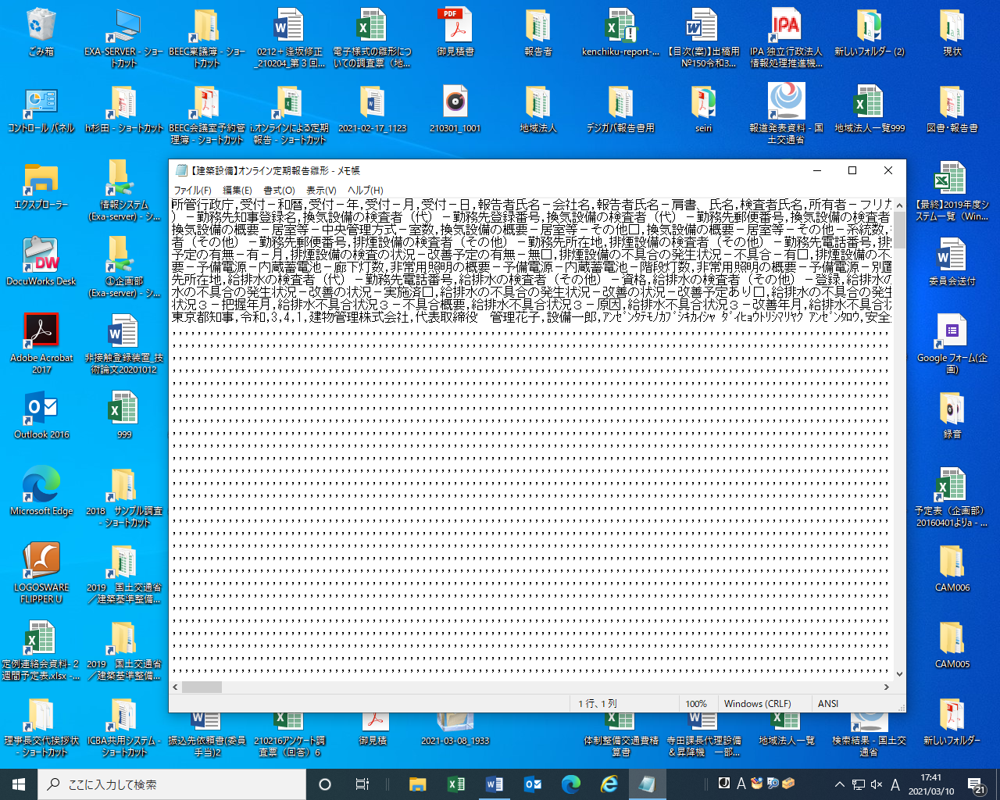 ごみ箱
EXA-SERVER - ショートカット
BEEC稟議簿 - ショートカット
0212＋逢坂修正_210204_第３回...
電子様式の雛形についての調査票（地...
御見積書
報告者
kenchiku-report-...
【目次(案)】出稿用№150令和3...
IPA 独立行政法人 情報処理推進機...
新しいフォルダー (2)
現状
コントロール パネル
h杉田 - ショートカット
BEEC会議室予約管理簿 - ショートカット
i.オンラインによる定期報告 - ショートカット
2021-02-17_1123
210301_1001
地域法人
デジガバ報告書用
seiri
報道発表資料 - 国土交通省
地域法人一覧999
図書・報告書
エクスプローラー
情報システム (Exa-server) - シ...
【建築設備】オンライン定期報告雛形 - メモ帳
ファイル(F) 編集(E) 書式(O) 表示(V) ヘルプ(H)
所管行政庁,受付－和暦,受付－年,受付－月,受付－日,報告者氏名－会社名,報告者氏名－肩書　氏名,検査者氏名,所有者－フリガ
）－勤務先知事登録名,換気設備の検査者（代）－勤務先登録番号,換気設備の検査者（代）－勤務先郵便番号,換気設備の検査者
換気設備の概要－居室等－中央管理方式－室数,換気設備の概要－居室等－その他□,換気設備の概要－居室等－その他－系統数,
者（その他）－勤務先郵便番号,排煙設備の検査者（その他）－勤務先所在地,排煙設備の検査者（その他）－勤務先電話番号,排
予定の有無－有－月,排煙設備の検査の状況－改善予定の有無－無□,排煙設備の不具合の発生状況－不具合－有□,排煙設備の不
要－予備電源－内蔵蓄電池－廊下灯数,非常用照明の概要－予備電源－内蔵蓄電池－階段灯数,非常用照明の概要－予備電源－別置
先所在地,給排水の検査者（代）－勤務先電話番号,給排水の検査者（その他）－資格,給排水の検査者（その他）－登録,給排水の
水の不具合の発生状況－改善の状況－実施済□,給排水の不具合の発生状況－改善の状況－改善予定あり□,給排水の不具合の発生
状況３－把握年月,給排水不具合状況３－不具合概要,給排水不具合状況３－原因,給排水不具合状況３－改善年月,給排水不具合状
東京都知事,令和,3,4,1,建物管理株式会社,代表取締役　管理花子,設備一郎,ｱﾝｾﾞﾝﾀﾃﾓﾉｶﾌﾞｼｷｶｲｼｬ ﾀﾞｲﾋｮｳﾄﾘｼﾏﾘﾔｸ ｱﾝｾﾞﾝﾀﾛｳ,安全
1 行、1 列
100%
Windows (CRLF)
ANSI
【最終】2019年度システム一覧（Win...
DocuWorks Desk
①企画部 (Exa-server) - シ...
委員会送付
Adobe Acrobat 2017
非接触登録装置_技術論文20201012
Google フォーム(企画)
Outlook 2016
999
録音
Microsoft Edge
2018　サンプル調査 - ショートカット
予定表（企画部）20160401よりa - ...
LOGOSWARE FLIPPER U
2019　国土交通省／建築基準整備...
CAM006
定例連絡会資料-２週間予定表.xlsx -...
2019　国土交通省／建築基準整備...
CAM005
理事長交代挨拶状 - ショートカット
ICBA共用システム - ショートカット
振込先依頼書(委員手当)2
210216アンケート調査票（回答）6
御見積
2021-03-08_1933
体制整備交通費精算書
寺田課長代理設備＆昇降機　一部...
地域法人一覧
検索結果 - 国土交通省
新しいフォルダー
ここに入力して検索
A
A
17:41
2021/03/10
21